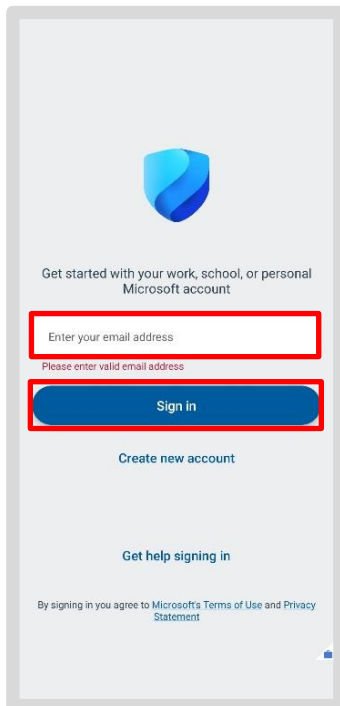 Get started with your work, school, or personal
Microsoft account
Enter your email address
Please enter valid email address
Sign in
Create new account
Get help signing in
By signing in you agree to Microsoft's Terms of Use and Privacy
Statement